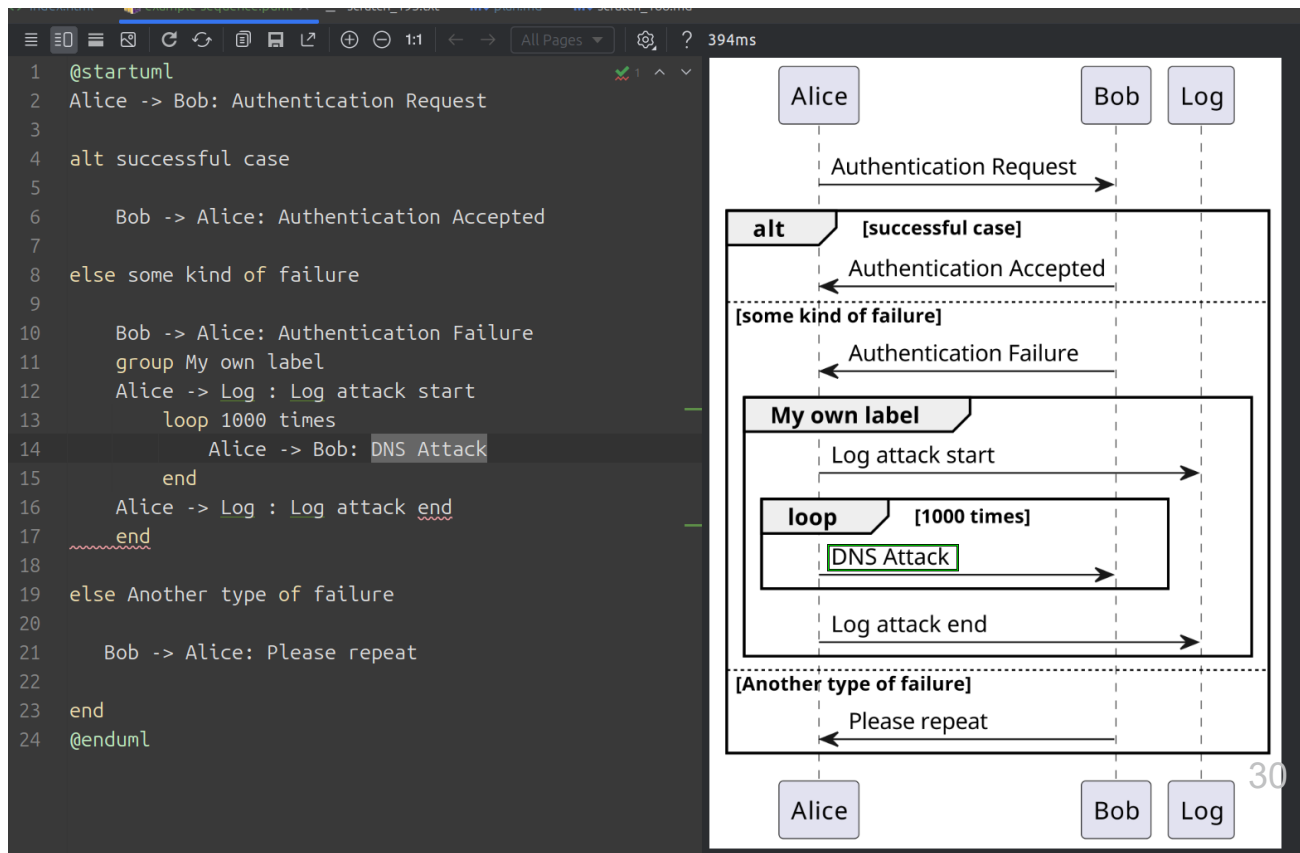 1:1 All Pages ? 394ms
1 @startuml
2 Alice -> Bob: Authentication Request
3
4 alt successful case
5
6 Bob -> Alice: Authentication Accepted
7
8 else some kind of failure
9
10 Bob -> Alice: Authentication Failure
11 group My own label
12 Alice -> Log : Log attack start
13 loop 1000 times
14 Alice -> Bob: DNS Attack
15 end
16 Alice -> Log : Log attack end
17 end
18
19 else Another type of failure
20
21 Bob -> Alice: Please repeat
22
23 end
24 @enduml
1
Alice Bob Log
Authentication Request
alt [successful case]
Authentication Accepted
[some kind of failure]
Authentication Failure
My own label
Log attack start
loop [1000 times]
DNS Attack
Log attack end
[Another type of failure]
Please repeat
30
Alice Bob Log